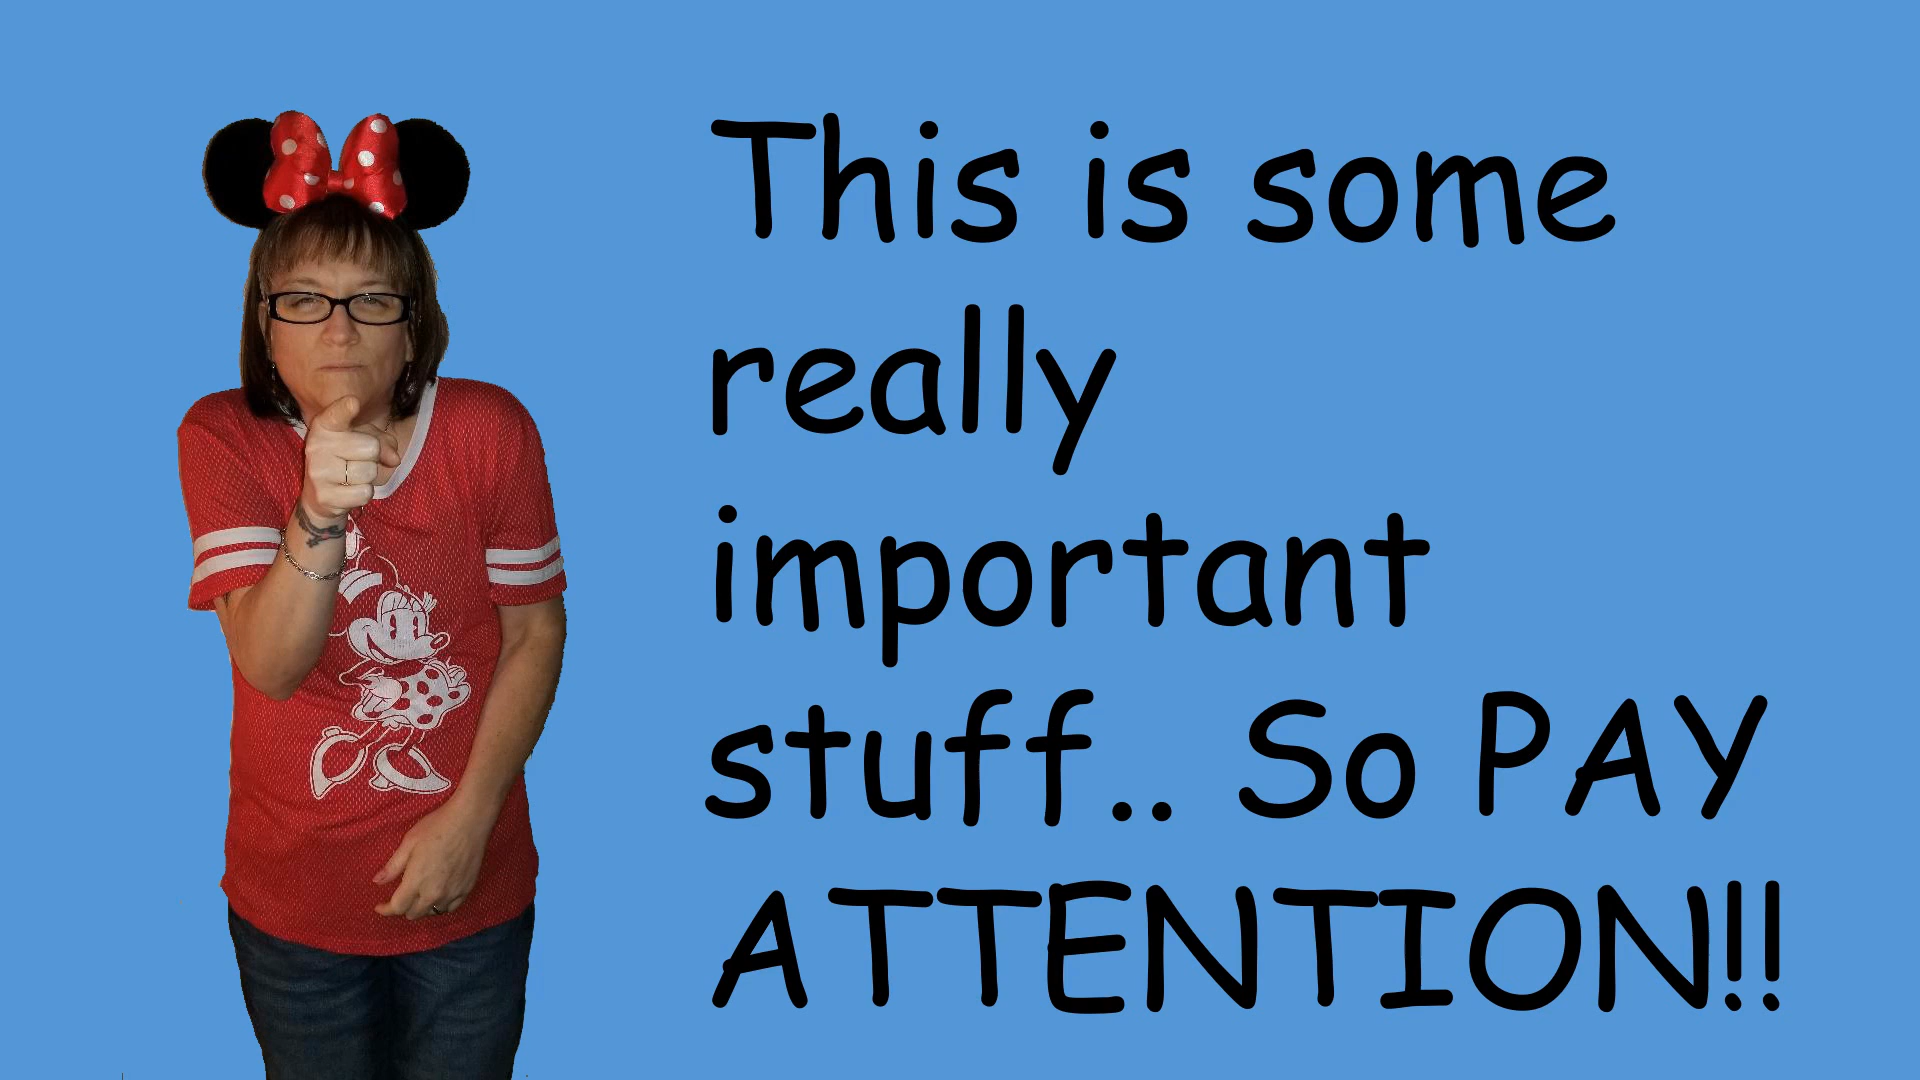 This is some
really
important
stuff.. So PAY
ATTENTION!!